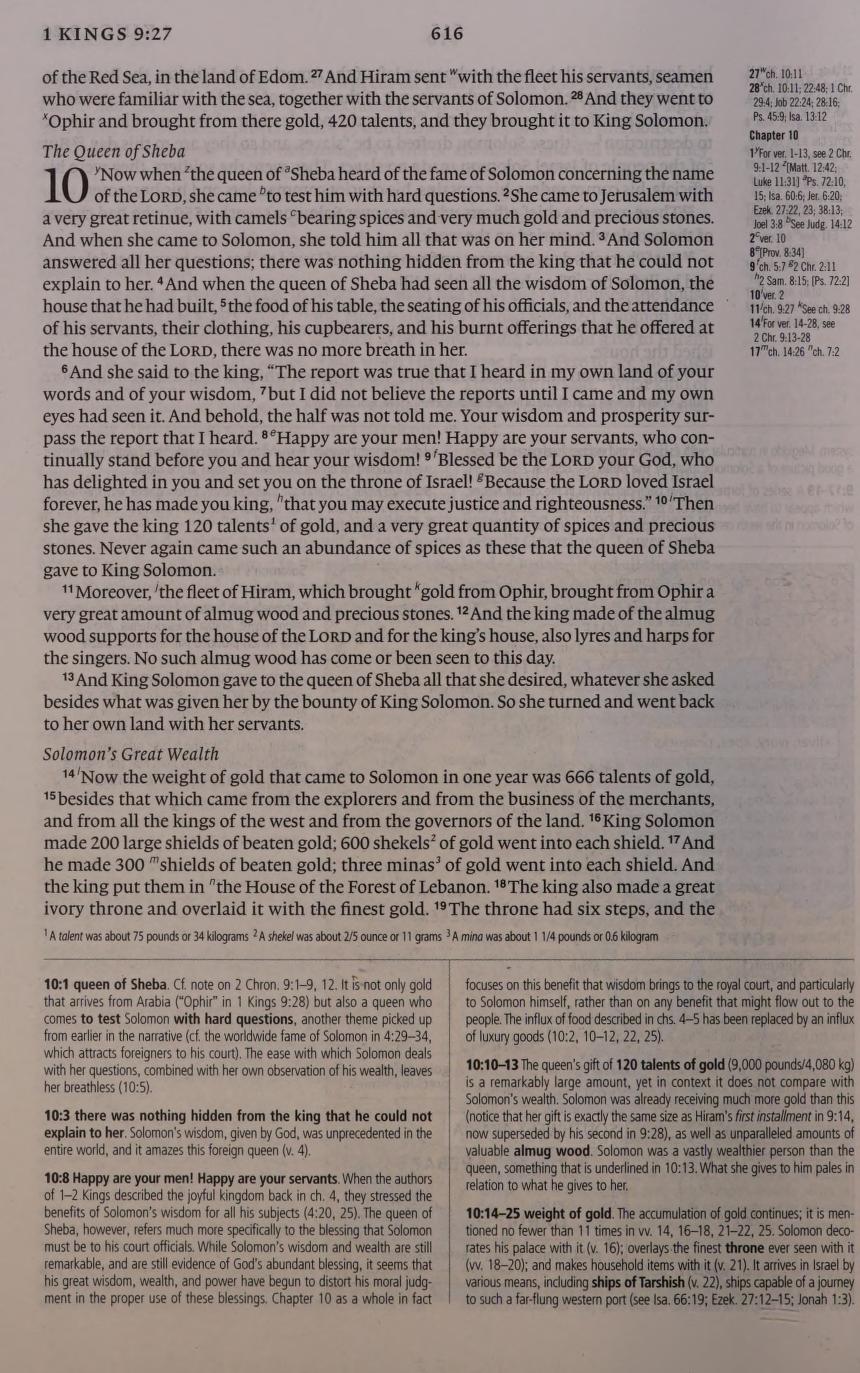 1 KINGS 9:27
616
of the Red Sea, in the land of Edom. 27 And Hiram sent w with the fleet his servants, seamen
who were familiar with the sea, together with the servants of Solomon. 28 And they went to
x Ophir and brought from there gold, 420 talents, and they brought it to King Solomon.
The Queen of Sheba
10 y Now when z the queen of a Sheba heard of the fame of Solomon concerning the name
of the LORD, she came b to test him with hard questions. 2 She came to Jerusalem with
a very great retinue, with camels c bearing spices and very much gold and precious stones.
And when she came to Solomon, she told him all that was on her mind. 3 And Solomon
answered all her questions; there was nothing hidden from the king that he could not
explain to her. 4 And when the queen of Sheba had seen all the wisdom of Solomon, the
house that he had built, 5 the food of his table, the seating of his officials, and the attendance
of his servants, their clothing, his cupbearers, and his burnt offerings that he offered at
the house of the LORD, there was no more breath in her.
6 And she said to the king, “The report was true that I heard in my own land of your
words and of your wisdom, 7 but I did not believe the reports until I came and my own
eyes had seen it. And behold, the half was not told me. Your wisdom and prosperity sur-
pass the report that I heard. 8 e Happy are your men! Happy are your servants, who con-
tinually stand before you and hear your wisdom! 9 f Blessed be the LORD your God, who
has delighted in you and set you on the throne of Israel! g Because the LORD loved Israel
forever, he has made you king, h that you may execute justice and righteousness.” 10 i Then
she gave the king 120 talents1 of gold, and a very great quantity of spices and precious
stones. Never again came such an abundance of spices as these that the queen of Sheba
gave to King Solomon.
11 Moreover, j the fleet of Hiram, which brought k gold from Ophir, brought from Ophir a
very great amount of almug wood and precious stones. 12 And the king made of the almug
wood supports for the house of the LORD and for the king’s house, also lyres and harps for
the singers. No such almug wood has come or been seen to this day.
13 And King Solomon gave to the queen of Sheba all that she desired, whatever she asked
besides what was given her by the bounty of King Solomon. So she turned and went back
to her own land with her servants.
Solomon’s Great Wealth
14 l Now the weight of gold that came to Solomon in one year was 666 talents of gold,
15 besides that which came from the explorers and from the business of the merchants,
and from all the kings of the west and from the governors of the land. 16 King Solomon
made 200 large shields of beaten gold; 600 shekels2 of gold went into each shield. 17 And
he made 300 m shields of beaten gold; three minas3 of gold went into each shield. And
the king put them in n the House of the Forest of Lebanon. 18 The king also made a great
ivory throne and overlaid it with the finest gold. 19 The throne had six steps, and the
27 w ch. 10:11
28 x ch. 10:11; 22:48; 1 Chr.
29:4; Job 22:24; 28:16;
Ps. 45:9; Isa. 13:12
Chapter 10
1 y For ver. 1-13, see 2 Chr.
9:1-12 z [Matt. 12:42;
Luke 11:31] a Ps. 72:10,
15; Isa. 60:6; Jer. 6:20;
Ezek. 27:22, 23; 38:13;
Joel 3:8 b See Judg. 14:12
2 c ver. 10
8 e [Prov. 8:34]
9 f ch. 5:7 g 2 Chr. 2:11
h 2 Sam. 8:15; [Ps. 72:2]
10 i ver. 2
11 j ch. 9:27 k See ch. 9:28
14 l For ver. 14-28, see
2 Chr. 9:13-28
17 m ch. 14:26 n ch. 7:2
1 A talent was about 75 pounds or 34 kilograms 2 A shekel was about 2/5 ounce or 11 grams 3 A mina was about 1 1/4 pounds or 0.6 kilogram
10:1 queen of Sheba. Cf. note on 2 Chron. 9:1–9, 12. It is not only gold
that arrives from Arabia (“Ophir” in 1 Kings 9:28) but also a queen who
comes to test Solomon with hard questions, another theme picked up
from earlier in the narrative (cf. the worldwide fame of Solomon in 4:29–34,
which attracts foreigners to his court). The ease with which Solomon deals
with her questions, combined with her own observation of his wealth, leaves
her breathless (10:5).
10:3 there was nothing hidden from the king that he could not
explain to her. Solomon’s wisdom, given by God, was unprecedented in the
entire world, and it amazes this foreign queen (v. 4).
10:8 Happy are your men! Happy are your servants. When the authors
of 1–2 Kings described the joyful kingdom back in ch. 4, they stressed the
benefits of Solomon’s wisdom for all his subjects (4:20, 25). The queen of
Sheba, however, refers much more specifically to the blessing that Solomon
must be to his court officials. While Solomon’s wisdom and wealth are still
remarkable, and are still evidence of God’s abundant blessing, it seems that
his great wisdom, wealth, and power have begun to distort his moral judg-
ment in the proper use of these blessings. Chapter 10 as a whole in fact
focuses on this benefit that wisdom brings to the royal court, and particularly
to Solomon himself, rather than on any benefit that might flow out to the
people. The influx of food described in chs. 4–5 has been replaced by an influx
of luxury goods (10:2, 10–12, 22, 25).
10:10–13 The queen’s gift of 120 talents of gold (9,000 pounds/4,080 kg)
is a remarkably large amount, yet in context it does not compare with
Solomon’s wealth. Solomon was already receiving much more gold than this
(notice that her gift is exactly the same size as Hiram’s first installment in 9:14,
now superseded by his second in 9:28), as well as unparalleled amounts of
valuable almug wood. Solomon was a vastly wealthier person than the
queen, something that is underlined in 10:13. What she gives to him pales in
relation to what he gives to her.
10:14–25 weight of gold. The accumulation of gold continues; it is men-
tioned no fewer than 11 times in vv. 14, 16–18, 21–22, 25. Solomon deco-
rates his palace with it (v. 16); overlays the finest throne ever seen with it
(vv. 18–20); and makes household items with it (v. 21). It arrives in Israel by
various means, including ships of Tarshish (v. 22), ships capable of a journey
to such a far-flung western port (see Isa. 66:19; Ezek. 27:12–15; Jonah 1:3).